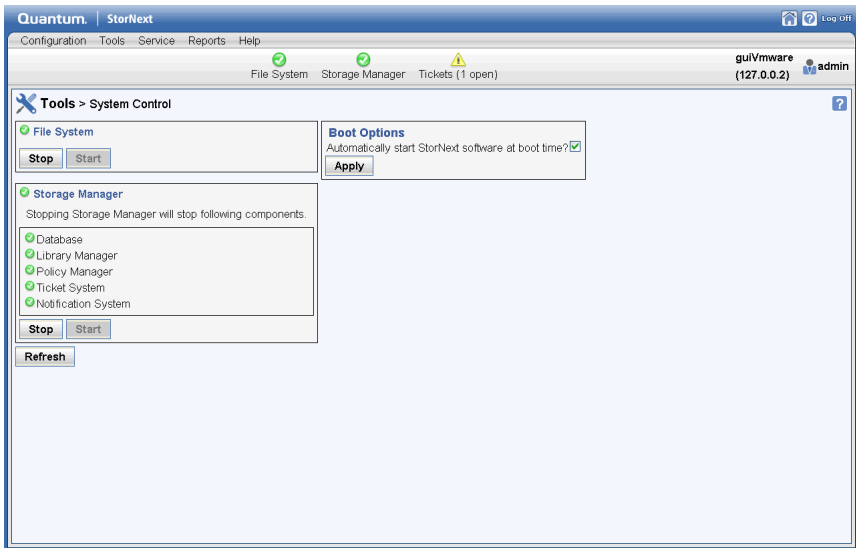 Quantum. StorNext
? Log Off
Configuration Tools Service Reports Help
File System Storage Manager Tickets (1 open)
guiVmware
(127.0.0.2)
admin
Tools > System Control
?
File System
Stop Start
Boot Options
Automatically start StorNext software at boot time?
Apply
Storage Manager
Stopping Storage Manager will stop following components.
Database
Library Manager
Policy Manager
Ticket System
Notification System
Stop Start
Refresh